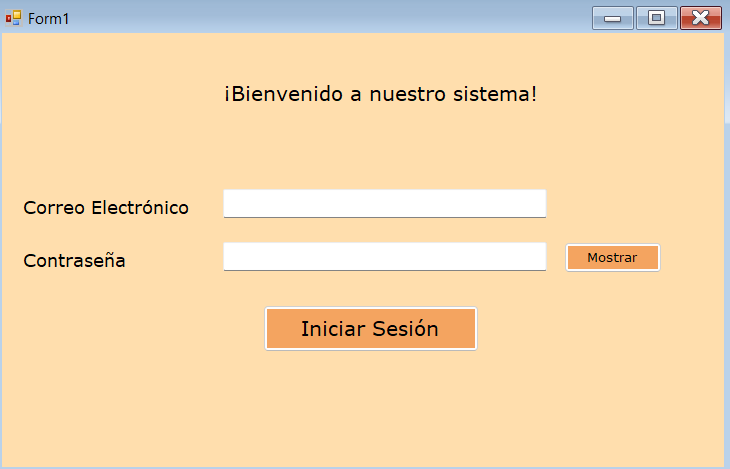 Form1
¡Bienvenido a nuestro sistema!
Correo Electrónico
Contraseña
Mostrar
Iniciar Sesión